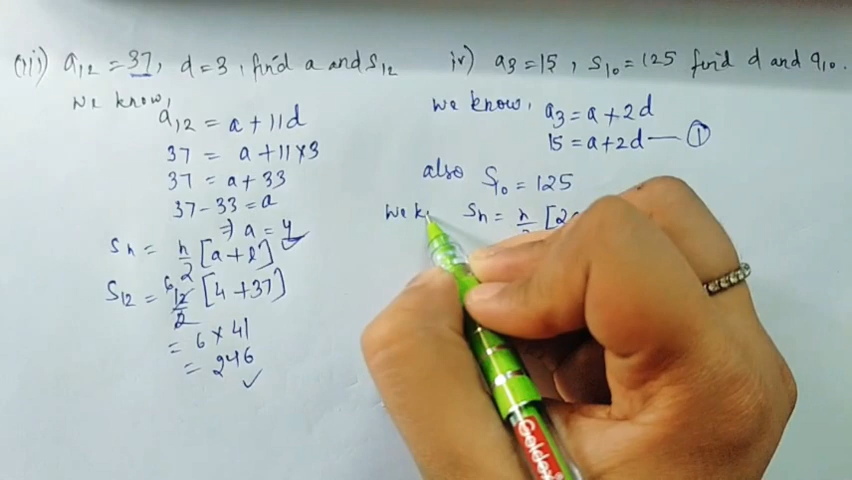 (iii) a₁₂ = 37, d = 3, find a and S₁₂
We know,
a₁₂ = a + 11d
37 = a + 11×3
37 = a + 33
37 - 33 = a
⇒ a = 4 ✓
Sₙ = n/2 [a + l]
S₁₂ = 12/2 [4 + 37]
= 6 × 41
= 246 ✓
iv) a₃ = 15, S₁₀ = 125 find d and a₁₀.
We know, a₃ = a + 2d
15 = a + 2d — ①
also S₁₀ = 125
We Sₙ = n/2 [2
Goldex